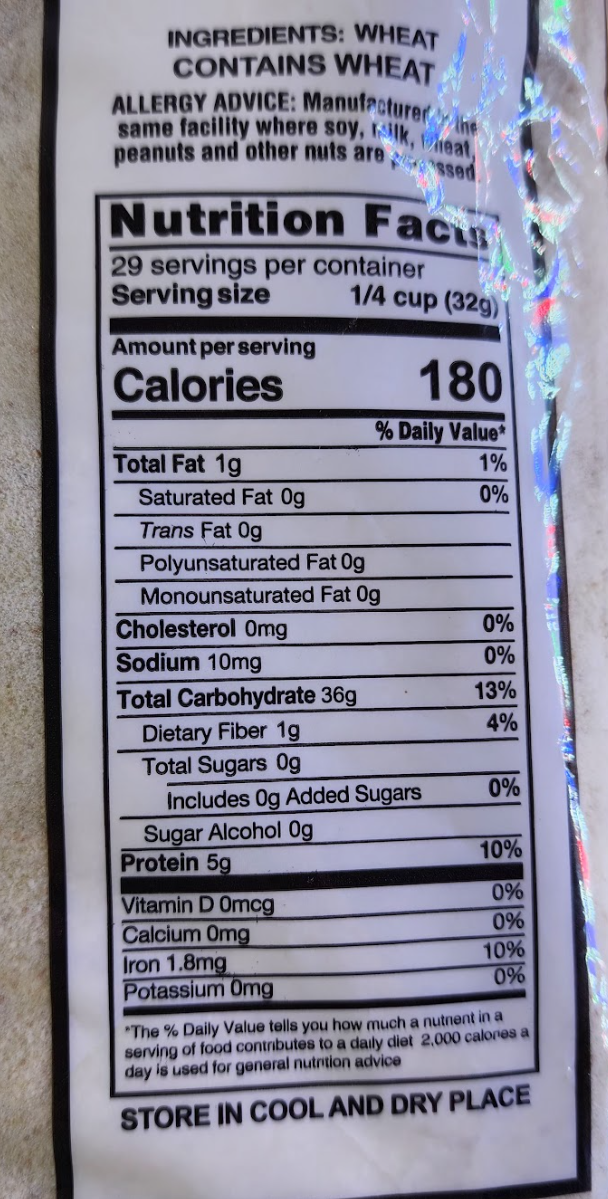 INGREDIENTS: WHEAT
CONTAINS WHEAT
ALLERGY ADVICE: Manufactured
same facility where soy,
peanuts and other nuts are
Nutrition Facts
29 servings per container
Serving size 1/4 cup (32g)
Amount per serving
Calories 180
% Daily Value*
Total Fat 1g 1%
Saturated Fat 0g 0%
Trans Fat 0g
Polyunsaturated Fat 0g
Monounsaturated Fat 0g
Cholesterol 0mg 0%
Sodium 10mg 0%
Total Carbohydrate 36g 13%
Dietary Fiber 1g 4%
Total Sugars 0g
Includes 0g Added Sugars 0%
Sugar Alcohol 0g
Protein 5g 10%
Vitamin D 0mcg 0%
Calcium 0mg 0%
Iron 1.8mg 10%
Potassium 0mg 0%
*The % Daily Value tells you how much a nutrient in a
serving of food contributes to a daily diet 2,000 calories a
day is used for general nutrition advice
STORE IN COOL AND DRY PLACE